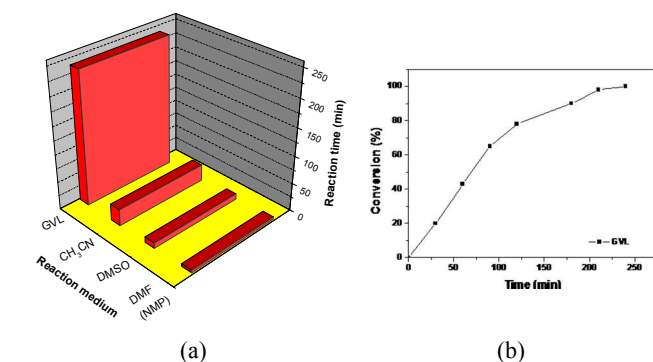 250
200
150
100
50
0
Reaction time (min)
GVL
CH3CN
DMSO
DMF
(NMP)
Reaction medium
(a)
100
80
60
40
20
0
Conversion (%)
GVL
0 50 100 150 200 250
Time (min)
(b)